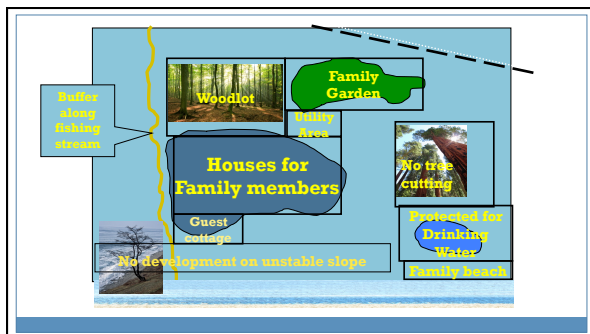 Buffer
along
fishing
stream
Woodlot
Family
Garden
Utility
Area
Houses for
Family members
No tree
cutting
Guest
cottage
Protected for
Drinking
Water
No development on unstable slope
Family beach